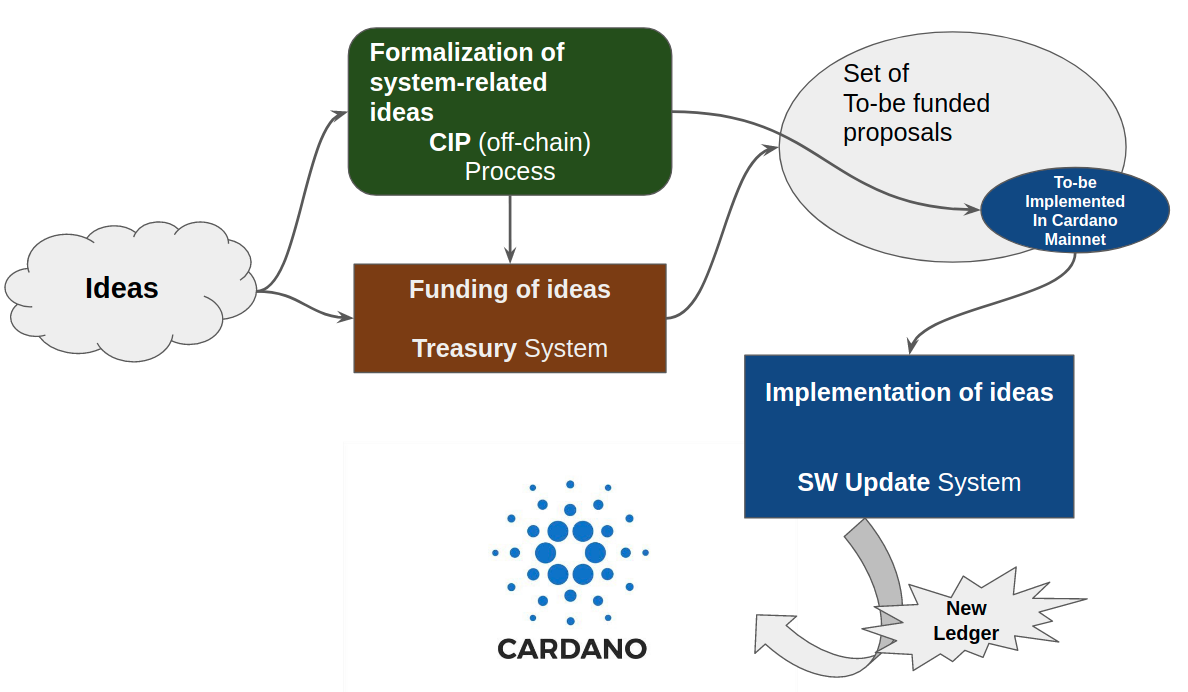 Formalization of
system-related
ideas
CIP (off-chain)
Process
Set of
To-be funded
proposals
To-be
Implemented
In Cardano
Mainnet
Ideas
Funding of ideas
Treasury System
Implementation of ideas
SW Update System
New
Ledger
CARDANO